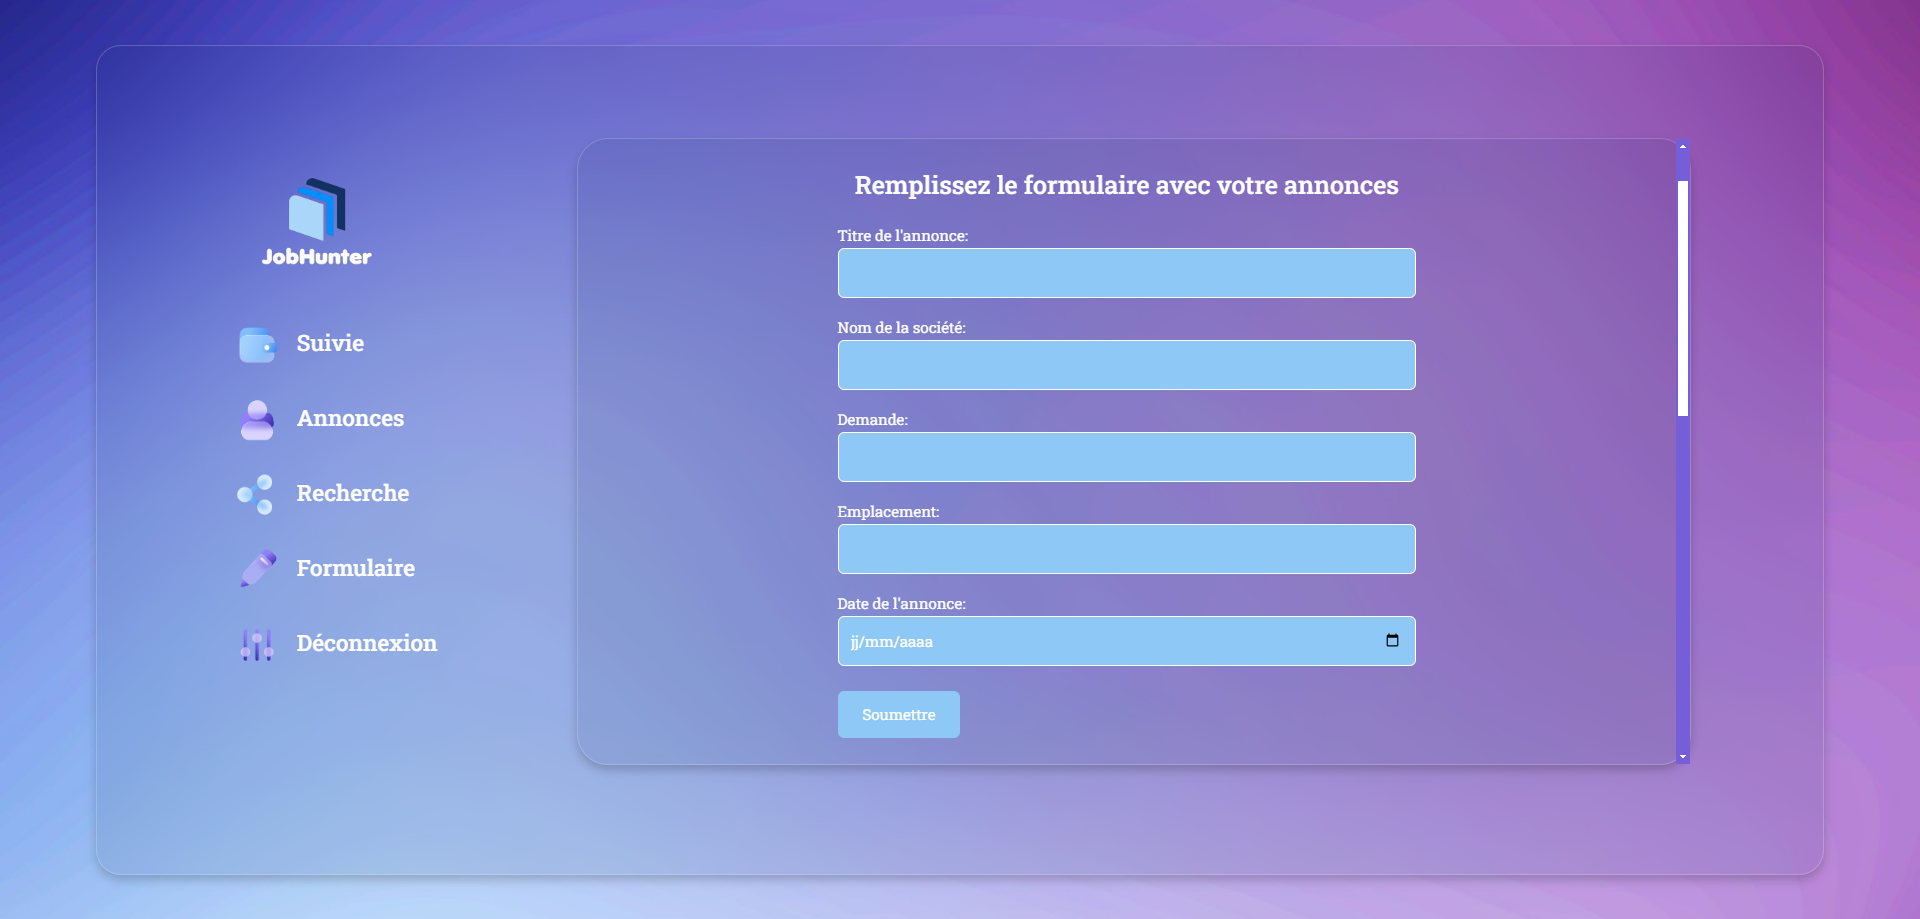 JobHunter
Suivie
Annonces
Recherche
Formulaire
Déconnexion
Remplissez le formulaire avec votre annonces
Titre de l'annonce:
Nom de la société:
Demande:
Emplacement:
Date de l'annonce:
jj/mm/aaaa
Soumettre